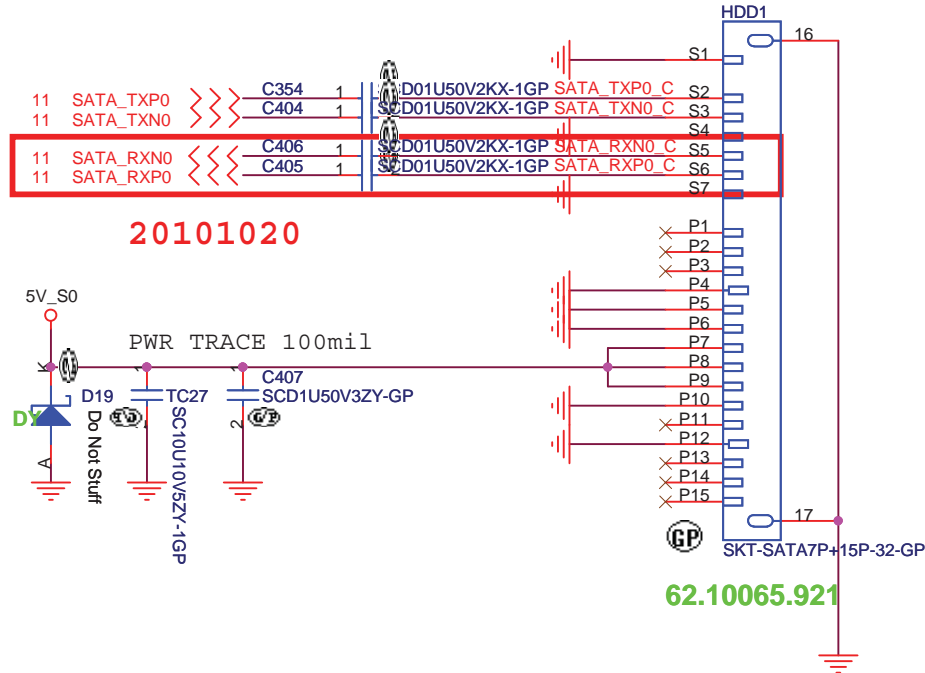 HDD1
16
S1
11 SATA_TXP0 C354 1 SATA_TXP0_C S2
11 SATA_TXN0 C404 1 SCD01U50V2KX-1GP SATA_TXN0_C S3
S4
11 SATA_RXN0 C406 1 SCD01U50V2KX-1GP SATA_RXN0_C S5
11 SATA_RXP0 C405 1 SCD01U50V2KX-1GP SATA_RXP0_C S6
S7
20101020
P1
P2
P3
P4
P5
P6
P7
P8
P9
P10
P11
P12
P13
P14
P15
5V_S0
PWR TRACE 100mil
K
D19
DY
Do Not Stuff
A
1
TC27
SC10U10V5ZY-1GP
1
C407
SCD1U50V3ZY-GP
2
GP
17
SKT-SATA7P+15P-32-GP
62.10065.921